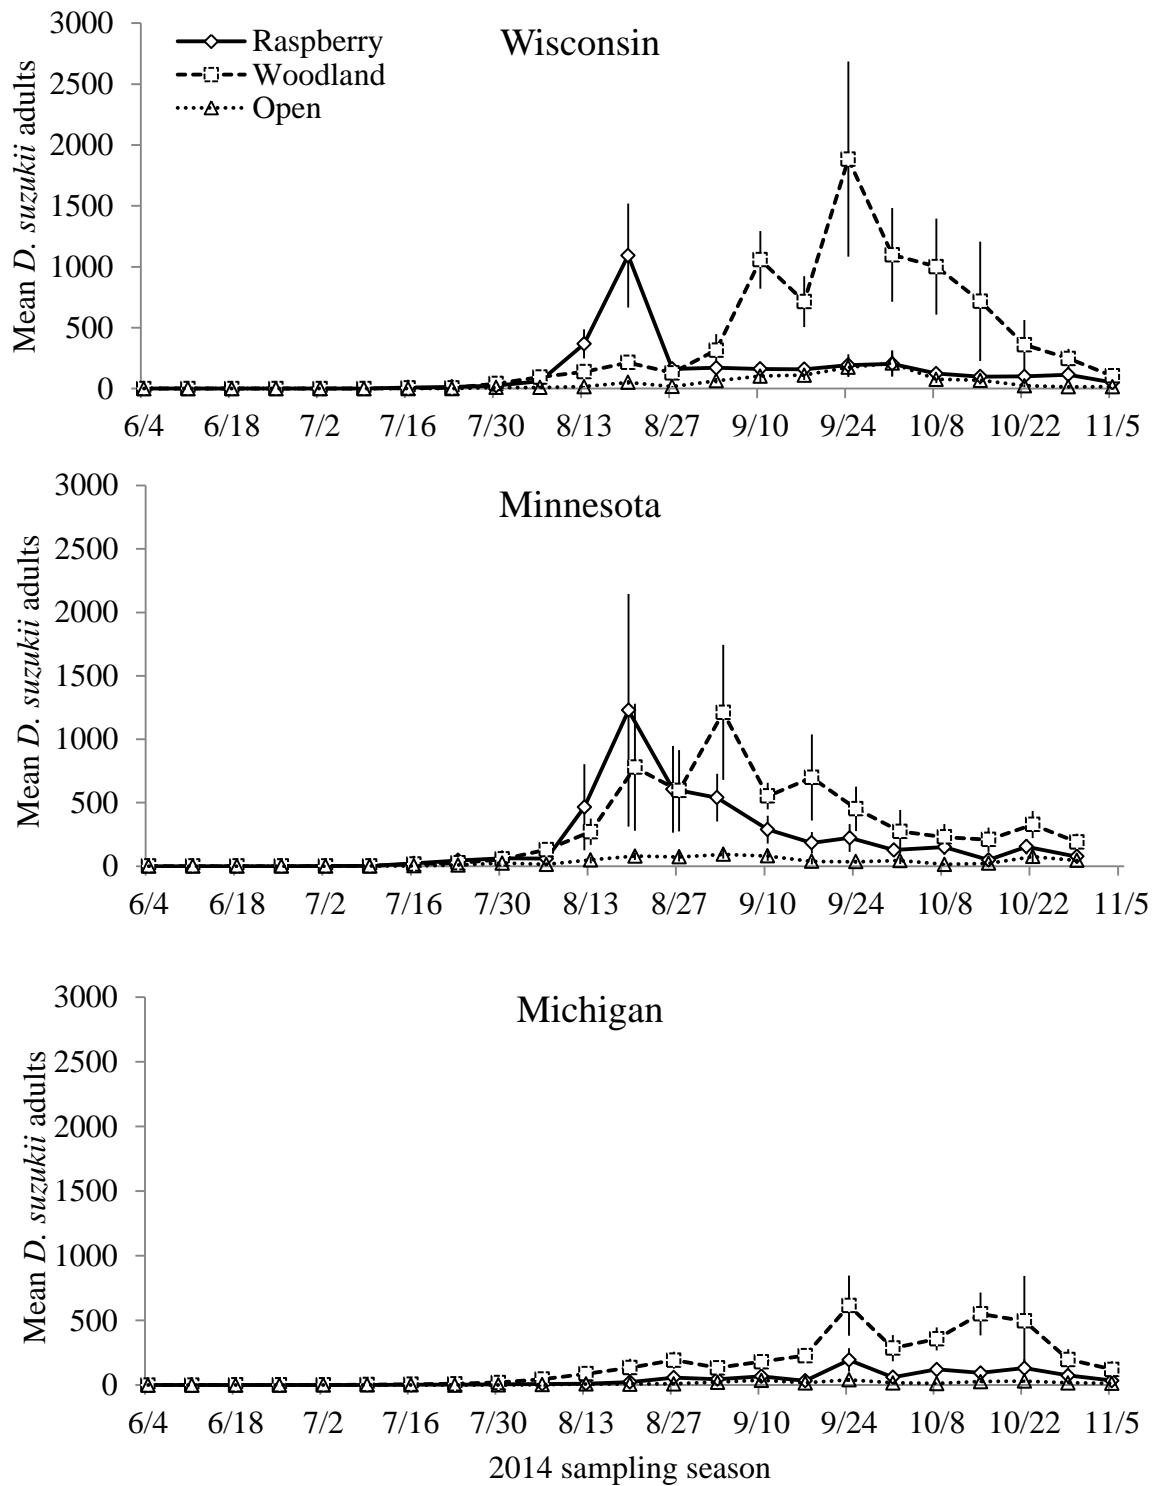 Wisconsin
Raspberry
Woodland
Open
Mean D. suzukii adults
3000
2500
2000
1500
1000
500
0
6/4 6/18 7/2 7/16 7/30 8/13 8/27 9/10 9/24 10/8 10/22 11/5
Minnesota
Mean D. suzukii adults
3000
2500
2000
1500
1000
500
0
6/4 6/18 7/2 7/16 7/30 8/13 8/27 9/10 9/24 10/8 10/22 11/5
Michigan
Mean D. suzukii adults
3000
2500
2000
1500
1000
500
0
6/4 6/18 7/2 7/16 7/30 8/13 8/27 9/10 9/24 10/8 10/22 11/5
2014 sampling season